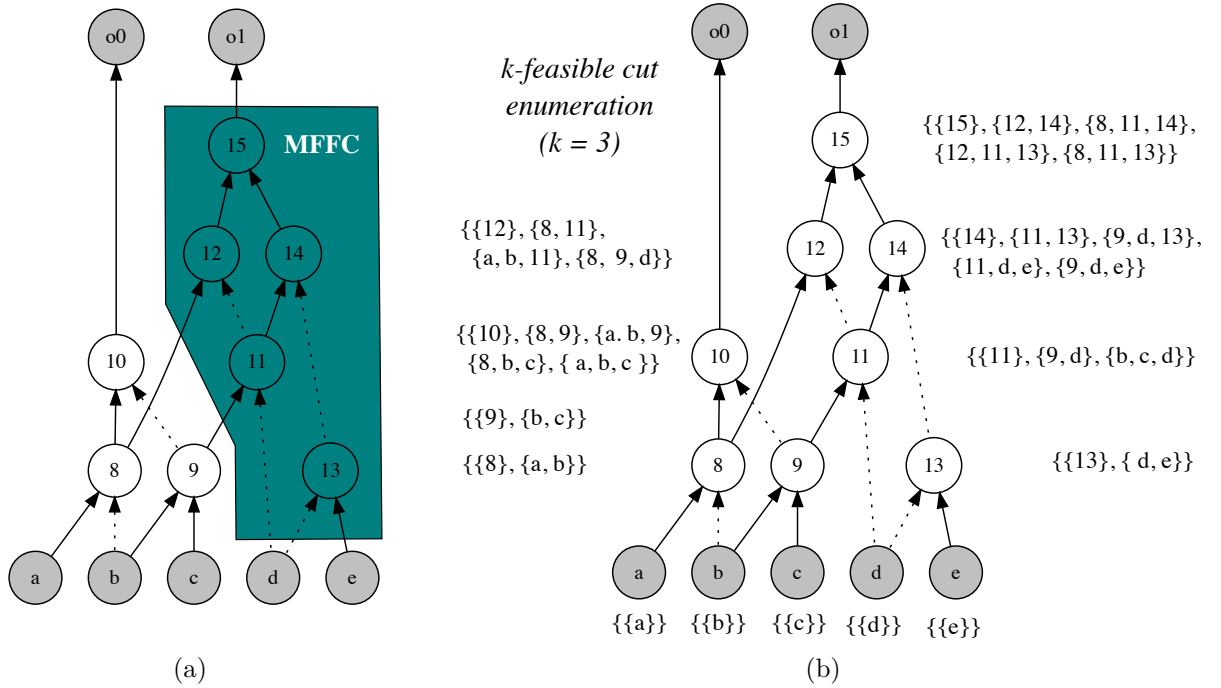 o0
o1
15
MFFC
12
14
10
11
8
9
13
a
b
c
d
e
(a)
k-feasible cut
enumeration
(k = 3)
o0
o1
15
{{15}, {12, 14}, {8, 11, 14},
{12, 11, 13}, {8, 11, 13}}
{{12}, {8, 11},
{a, b, 11}, {8, 9, d}}
12
14
{{14}, {11, 13}, {9, d, 13},
{11, d, e}, {9, d, e}}
{{10}, {8, 9}, {a. b, 9},
{8, b, c}, { a, b, c }}
10
11
{{11}, {9, d}, {b, c, d}}
{{9}, {b, c}}
{{8}, {a, b}}
8
9
13
{{13}, { d, e}}
a
b
c
d
e
{{a}}
{{b}}
{{c}}
{{d}}
{{e}}
(b)